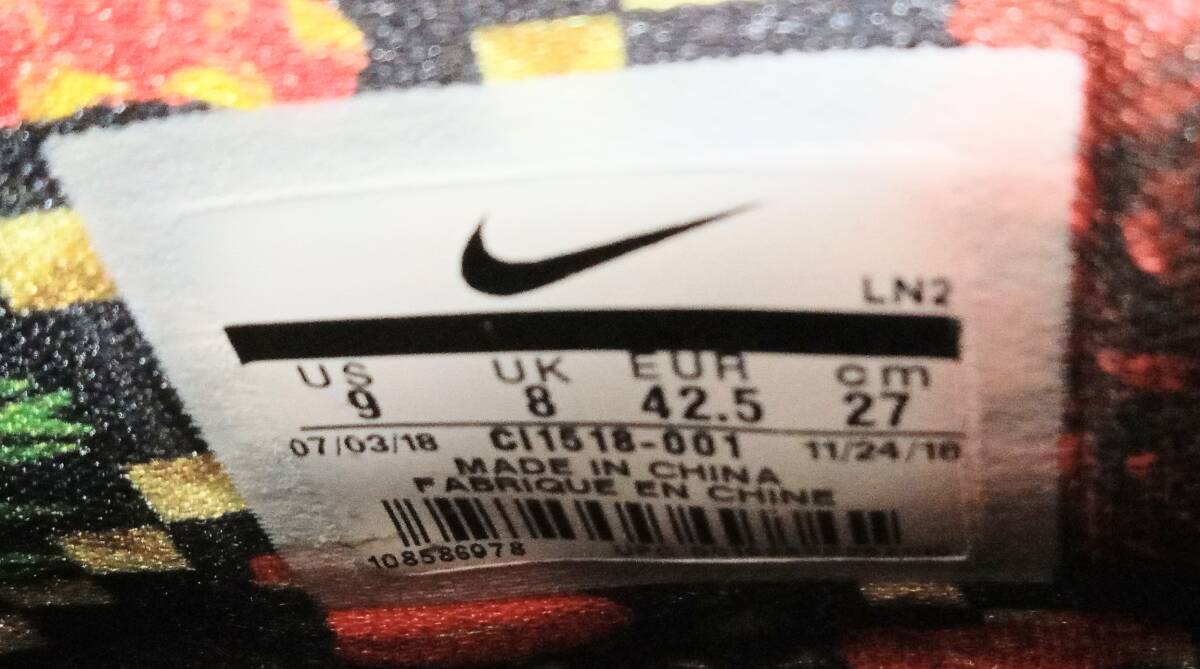 LN2
US UK EUR cm
9 8 42.5 27
07/03/18 CI1518-001 11/24/18
MADE IN CHINA
FABRIQUE EN CHINE
108586978